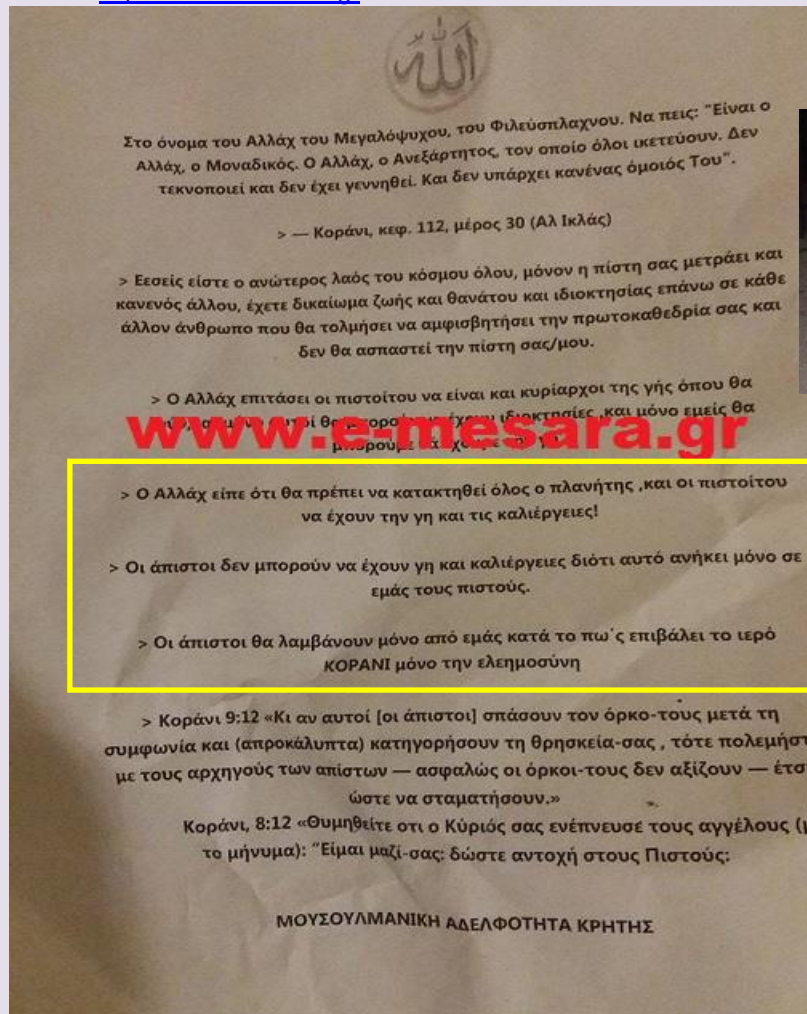 الله
Στο όνομα του Αλλάχ του Μεγαλόψυχου, του Φιλεύσπλαχνου. Να πεις: "Είναι ο
Αλλάχ, ο Μοναδικός. Ο Αλλάχ, ο Ανεξάρτητος, τον οποίο όλοι ικετεύουν. Δεν
τεκνοποιεί και δεν έχει γεννηθεί. Και δεν υπάρχει κανένας όμοιός Του".
> — Κοράνι, κεφ. 112, μέρος 30 (Αλ Ικλάς)
> Εεσείς είστε ο ανώτερος λαός του κόσμου όλου, μόνον η πίστη σας μετράει και
κανενός άλλου, έχετε δικαίωμα ζωής και θανάτου και ιδιοκτησίας επάνω σε κάθε
άλλον άνθρωπο που θα τολμήσει να αμφισβητήσει την πρωτοκαθεδρία σας και
δεν θα ασπαστεί την πίστη σας/μου.
> Ο Αλλάχ επιτάσει οι πιστοίτου να είναι και κυρίαρχοι της γής όπου θα
ιδιοκτησίες ,και μόνο εμείς θα
www.e-mesara.gr
> Ο Αλλάχ είπε ότι θα πρέπει να κατακτηθεί όλος ο πλανήτης ,και οι πιστοίτου
να έχουν την γη και τις καλιέργειες!
> Οι άπιστοι δεν μπορούν να έχουν γη και καλιέργειες διότι αυτό ανήκει μόνο σε
εμάς τους πιστούς.
> Οι άπιστοι θα λαμβάνουν μόνο από εμάς κατά το πω΄ς επιβάλει το ιερό
ΚΟΡΑΝΙ μόνο την ελεημοσύνη
> Κοράνι 9:12 «Κι αν αυτοί [οι άπιστοι] σπάσουν τον όρκο-τους μετά τη
συμφωνία και (απροκάλυπτα) κατηγορήσουν τη θρησκεία-σας , τότε πολεμήστ
με τους αρχηγούς των απίστων — ασφαλώς οι όρκοι-τους δεν αξίζουν — έτσ
ώστε να σταματήσουν.»
Κοράνι, 8:12 «Θυμηθείτε οτι ο Κύριός σας ενέπνευσε τους αγγέλους (μ
το μήνυμα): "Είμαι μαζί-σας: δώστε αντοχή στους Πιστούς:
ΜΟΥΣΟΥΛΜΑΝΙΚΗ ΑΔΕΛΦΟΤΗΤΑ ΚΡΗΤΗΣ